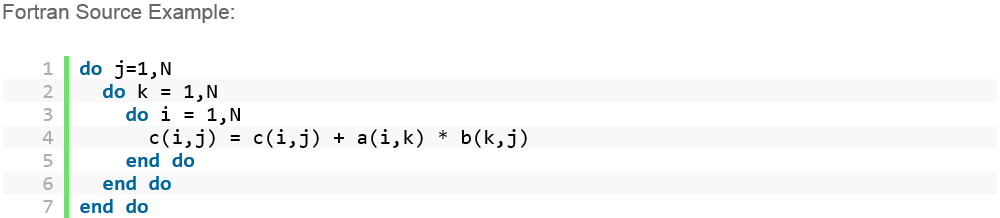 Fortran Source Example:
1 do j=1,N
2   do k = 1,N
3     do i = 1,N
4       c(i,j) = c(i,j) + a(i,k) * b(k,j)
5     end do
6   end do
7 end do